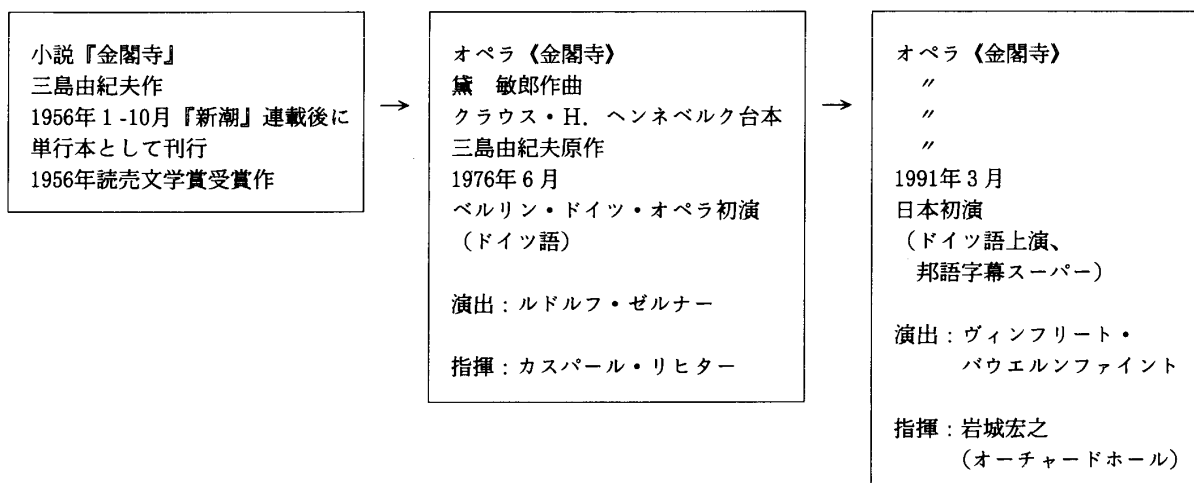 小説『金閣寺』
三島由紀夫作
1956年1-10月『新潮』連載後に
単行本として刊行
1956年読売文学賞受賞作
→
オペラ《金閣寺》
黛 敏郎作曲
クラウス・H. ヘンネベルク台本
三島由紀夫原作
1976年6月
ベルリン・ドイツ・オペラ初演
(ドイツ語)
演出:ルドルフ・ゼルナー
指揮:カスパール・リヒター
→
オペラ《金閣寺》
〃
〃
〃
1991年3月
日本初演
(ドイツ語上演、
邦語字幕スーパー)
演出:ヴィンフリート・
バウエルンファイント
指揮:岩城宏之
(オーチャードホール)